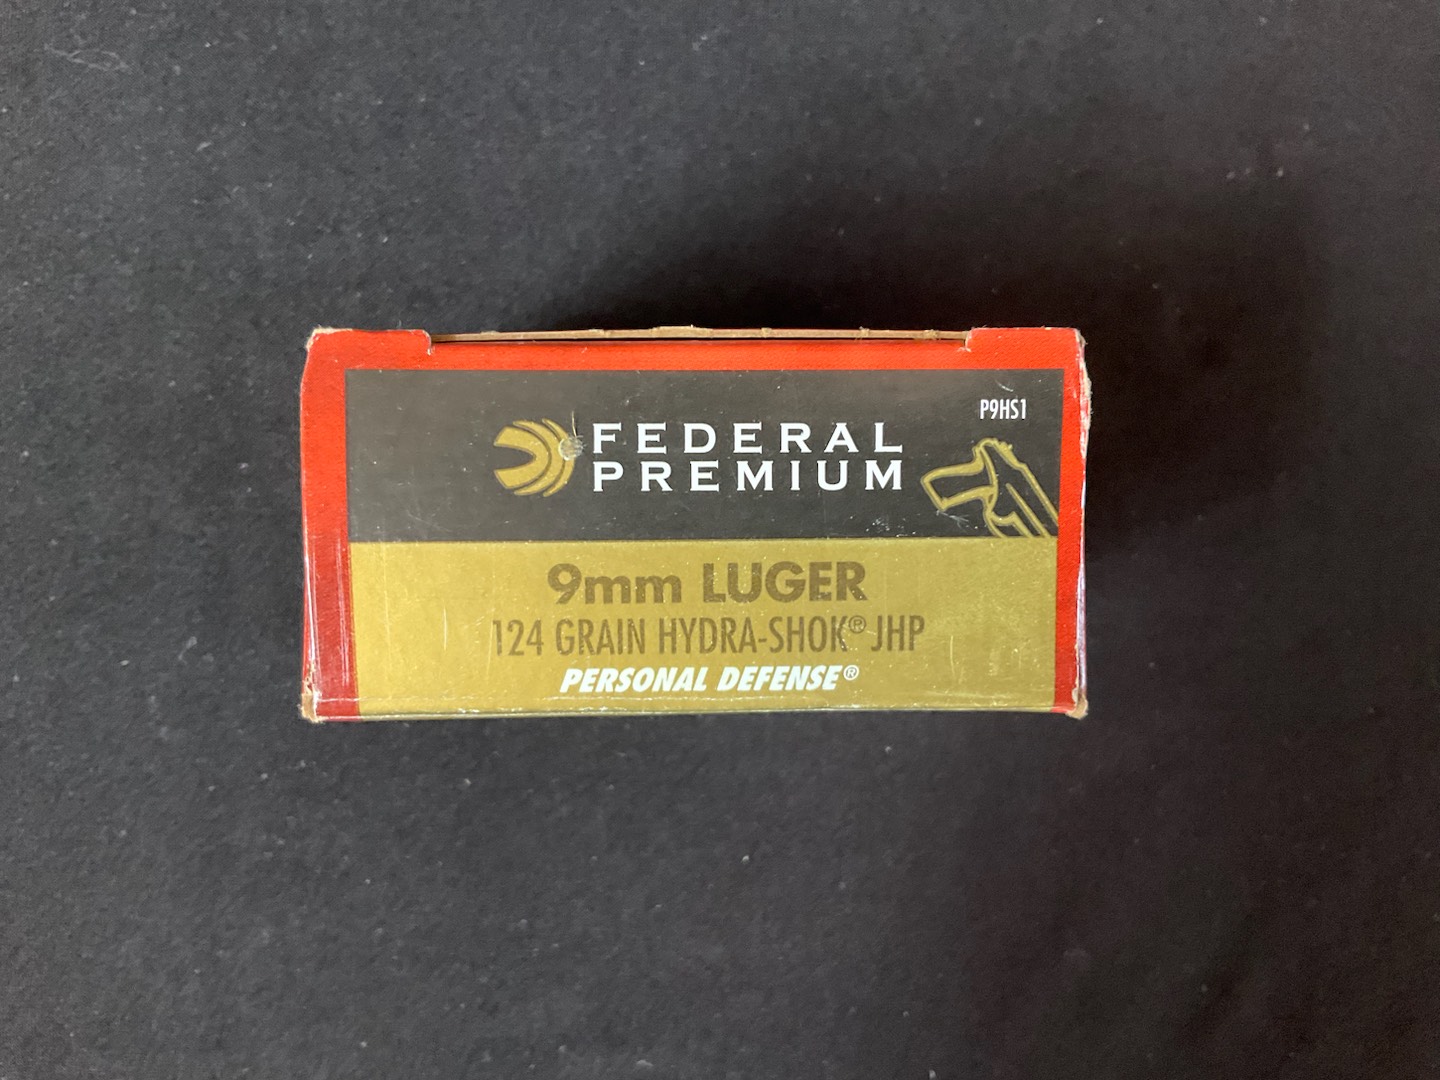 P9HS1
FEDERAL
PREMIUM
9mm LUGER
124 GRAIN HYDRA-SHOK® JHP
PERSONAL DEFENSE®